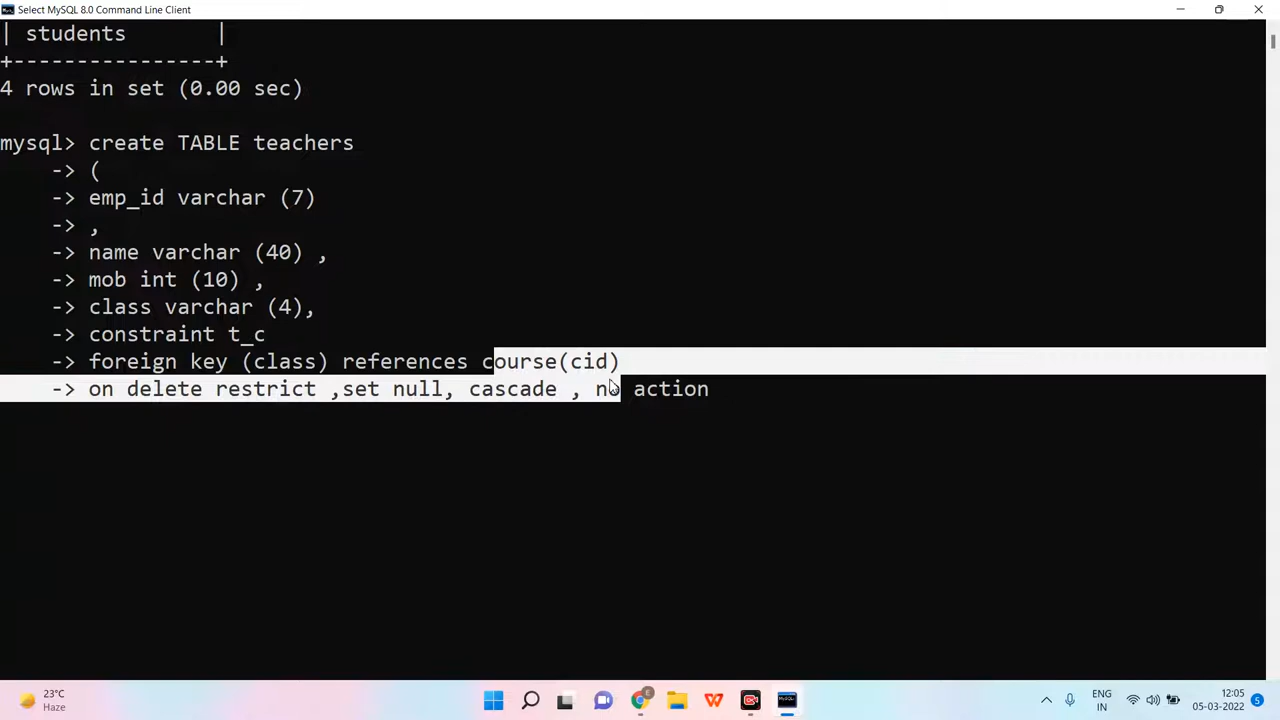 Select MySQL 8.0 Command Line Client
| students |
+----------------+
4 rows in set (0.00 sec)
mysql> create TABLE teachers
-> (
-> emp_id varchar (7)
-> ,
-> name varchar (40) ,
-> mob int (10) ,
-> class varchar (4),
-> constraint t_c
-> foreign key (class) references course(cid)
-> on delete restrict ,set null, cascade , no action
23°C
Haze
ENG
IN
12:05
05-03-2022
5